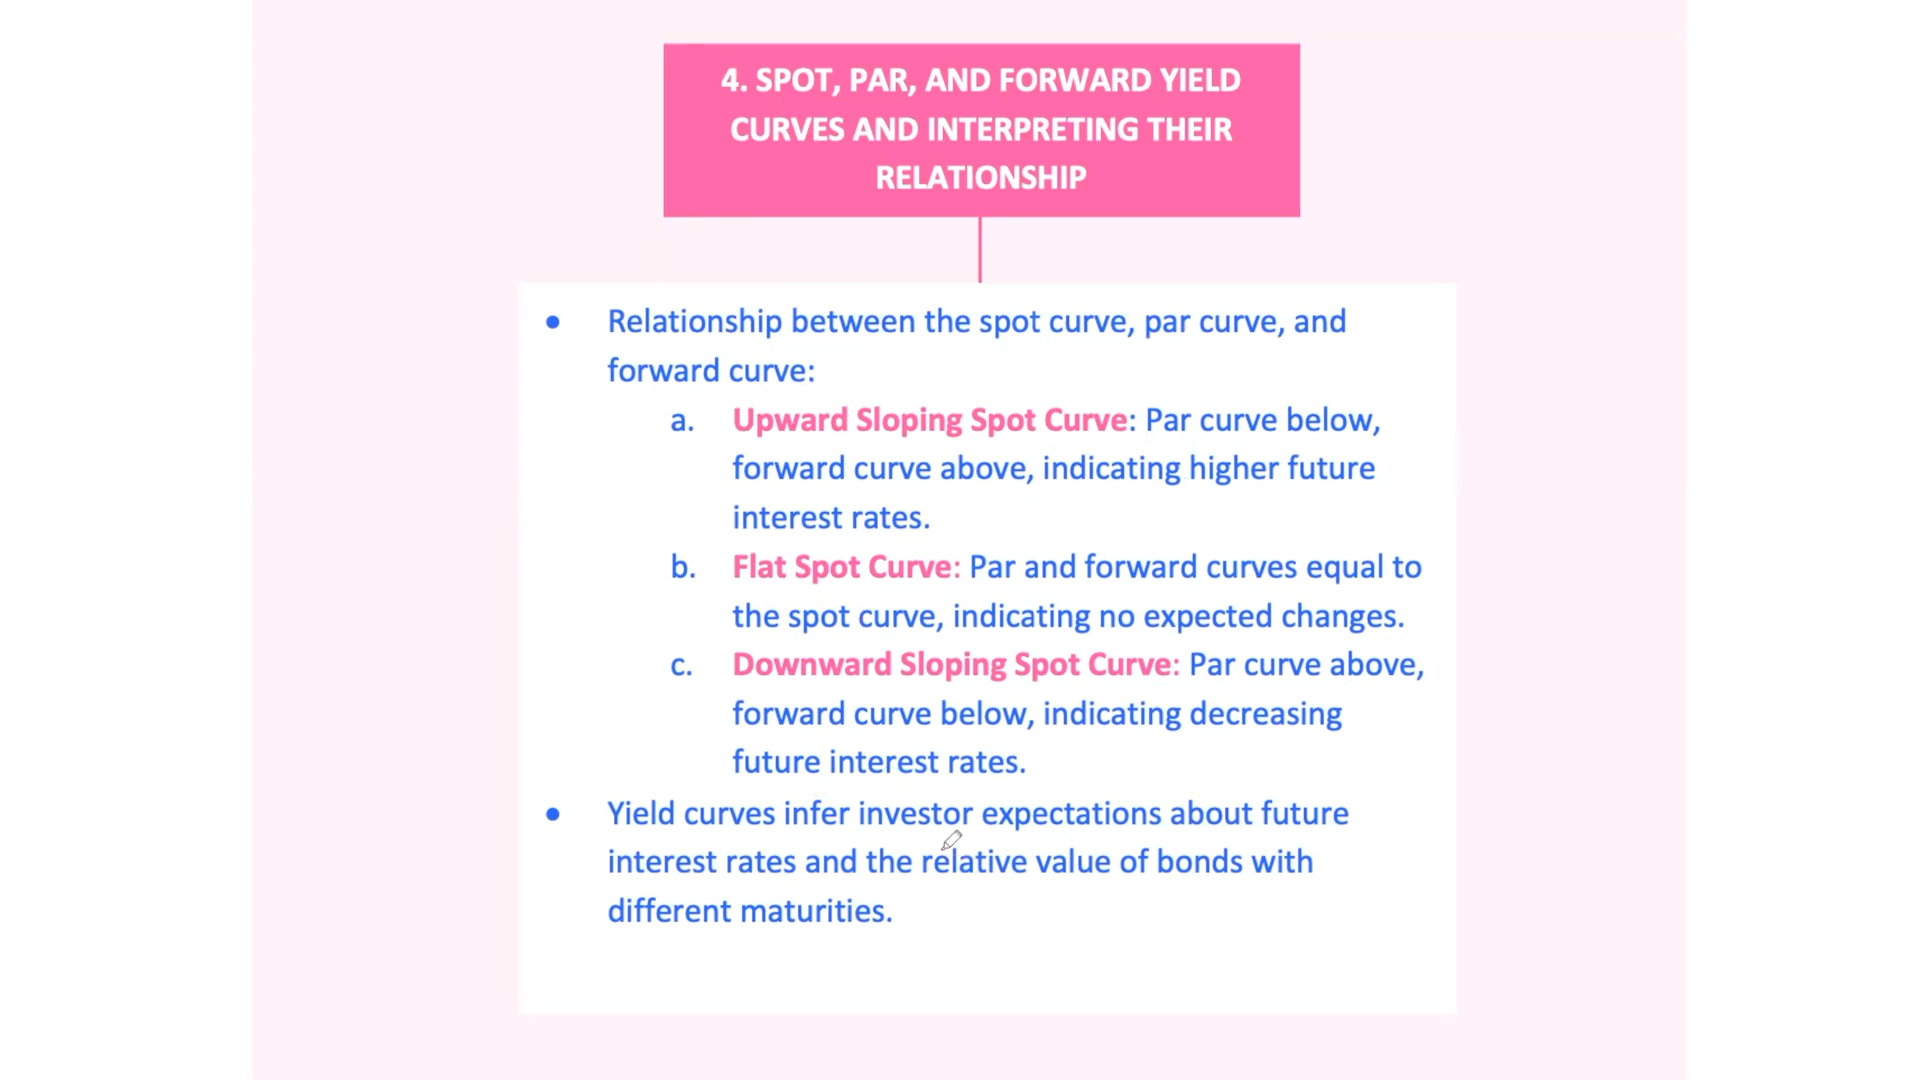 4. SPOT, PAR, AND FORWARD YIELD
CURVES AND INTERPRETING THEIR
RELATIONSHIP
• Relationship between the spot curve, par curve, and
forward curve:
a. Upward Sloping Spot Curve: Par curve below,
forward curve above, indicating higher future
interest rates.
b. Flat Spot Curve: Par and forward curves equal to
the spot curve, indicating no expected changes.
c. Downward Sloping Spot Curve: Par curve above,
forward curve below, indicating decreasing
future interest rates.
• Yield curves infer investor expectations about future
interest rates and the relative value of bonds with
different maturities.